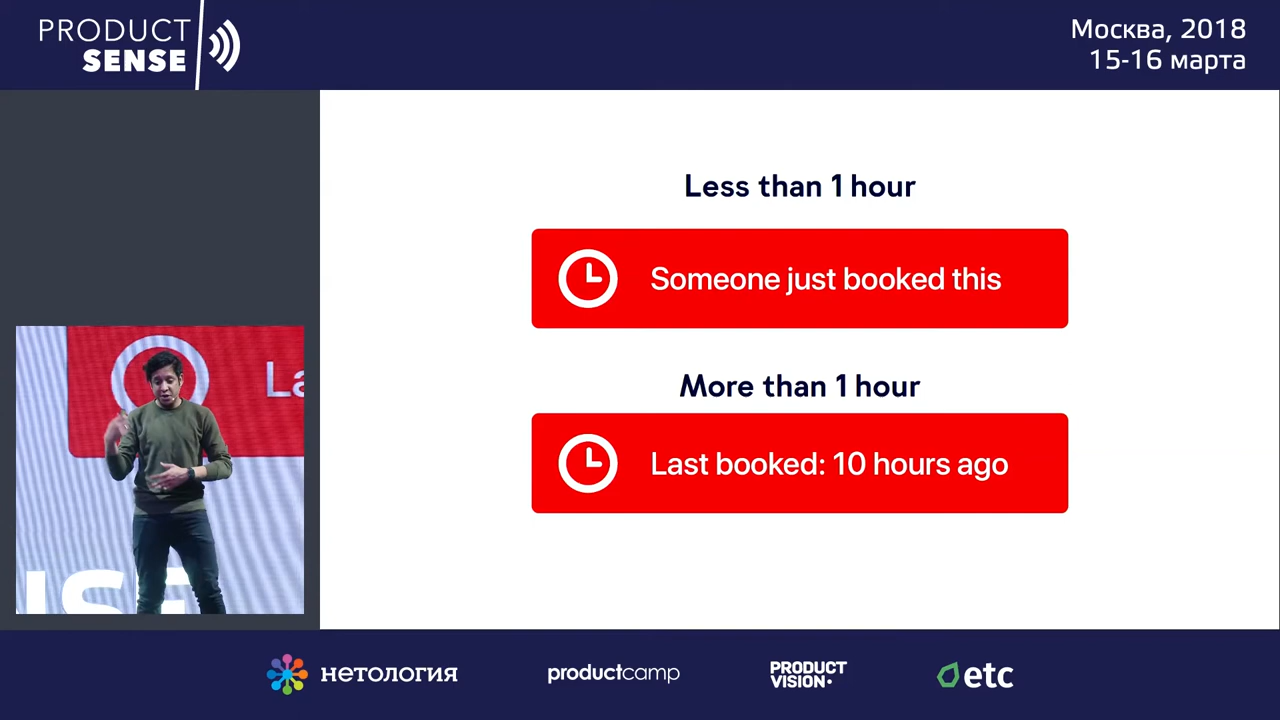 PRODUCT
SENSE
Москва, 2018
15-16 марта
Less than 1 hour
Someone just booked this
More than 1 hour
Last booked: 10 hours ago
La
нетология
productcamp
PRODUCT
VISION
etc